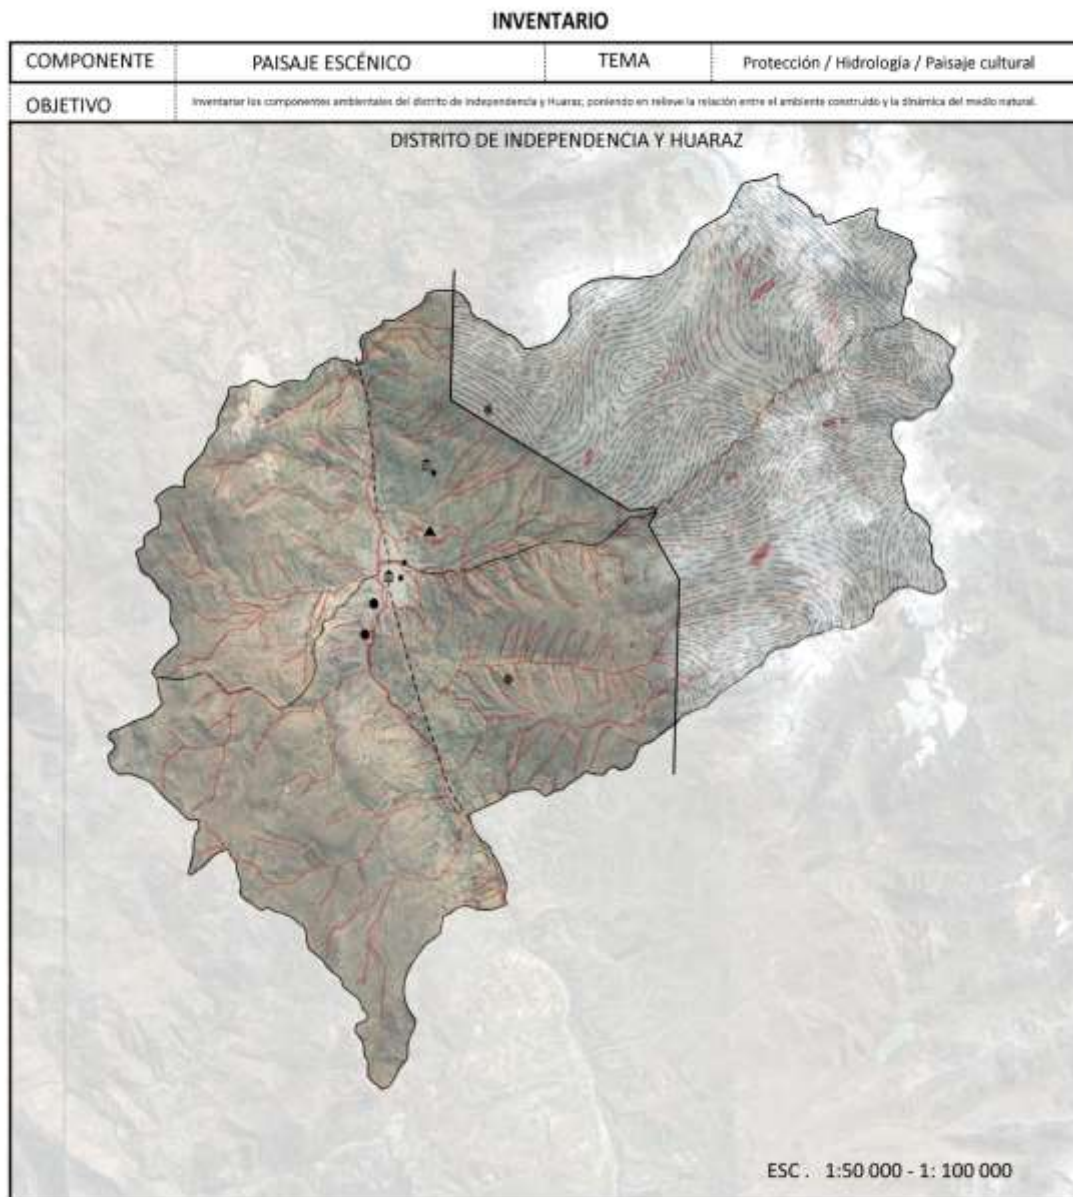 INVENTARIO
COMPONENTE PAISAJE ESCÉNICO TEMA Protección / Hidrología / Paisaje cultural
OBJETIVO Inventariar los componentes ambientales del distrito de Independencia y Huaraz; poniendo en relieve la relación entre el ambiente construido y la dinámica del medio natural.
DISTRITO DE INDEPENDENCIA Y HUARAZ
ESC . 1:50 000 - 1: 100 000